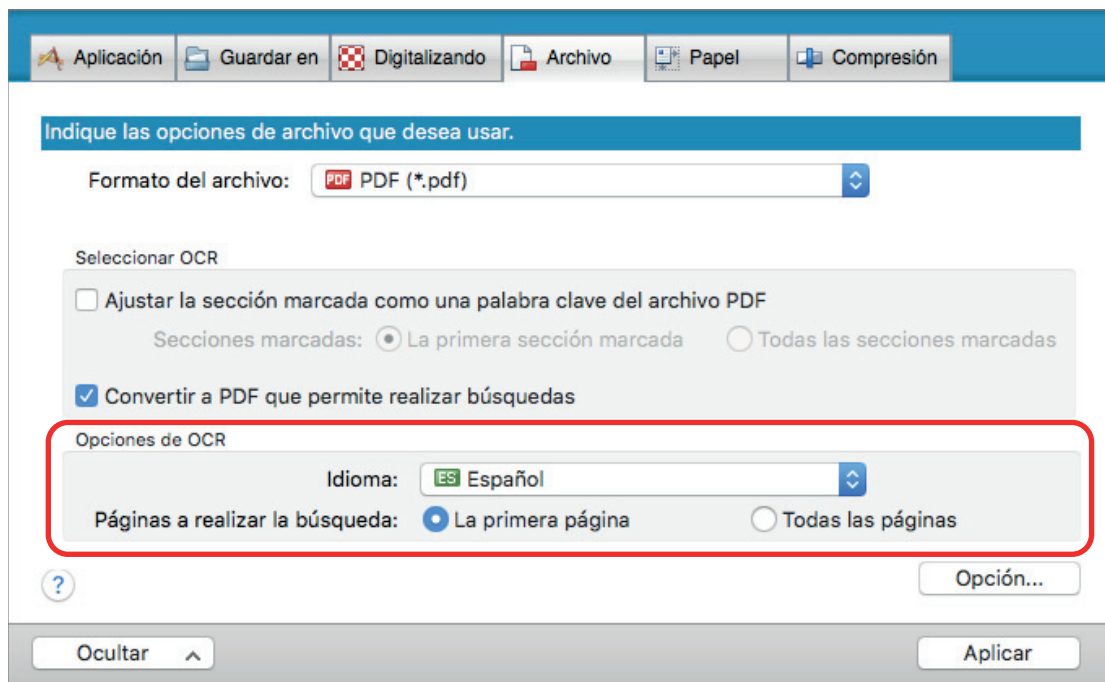 Aplicación Guardar en Digitalizando Archivo Papel Compresión
Indique las opciones de archivo que desea usar.
Formato del archivo: PDF PDF (*.pdf)
Seleccionar OCR
Ajustar la sección marcada como una palabra clave del archivo PDF
Secciones marcadas: La primera sección marcada Todas las secciones marcadas
Convertir a PDF que permite realizar búsquedas
Opciones de OCR
Idioma: ES Español
Páginas a realizar la búsqueda: La primera página Todas las páginas
? Opción...
Ocultar Aplicar